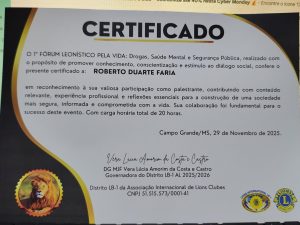 Cyber Monday
CERTIFICADO
O 1º FÓRUM LEONÍSTICO PELA VIDA: Drogas, Saúde Mental e Segurança Pública, realizado com
o propósito de promover conhecimento, conscientização e estímulo ao diálogo social, confere o
presente certificado a: ROBERTO DUARTE FARIA
em reconhecimento à sua valiosa participação como palestrante, contribuindo com conteúdo
relevante, experiência profissional e reflexões essenciais para a construção de uma sociedade
mais segura, informada e comprometida com a vida. Sua colaboração foi fundamental para o
sucesso deste evento. Com carga horária total de 20 horas.
Campo Grande/MS, 29 de Novembro de 2025.
Vera Lúcia Amorim da Costa e Castro
DG MJF Vera Lúcia Amorim da Costa e Castro
Governadora do Distrito LB-1 AL 2025/2026
Distrito LB-1 da Associação Internacional de Lions Clubes
CNPJ 51.515.573/0001-41